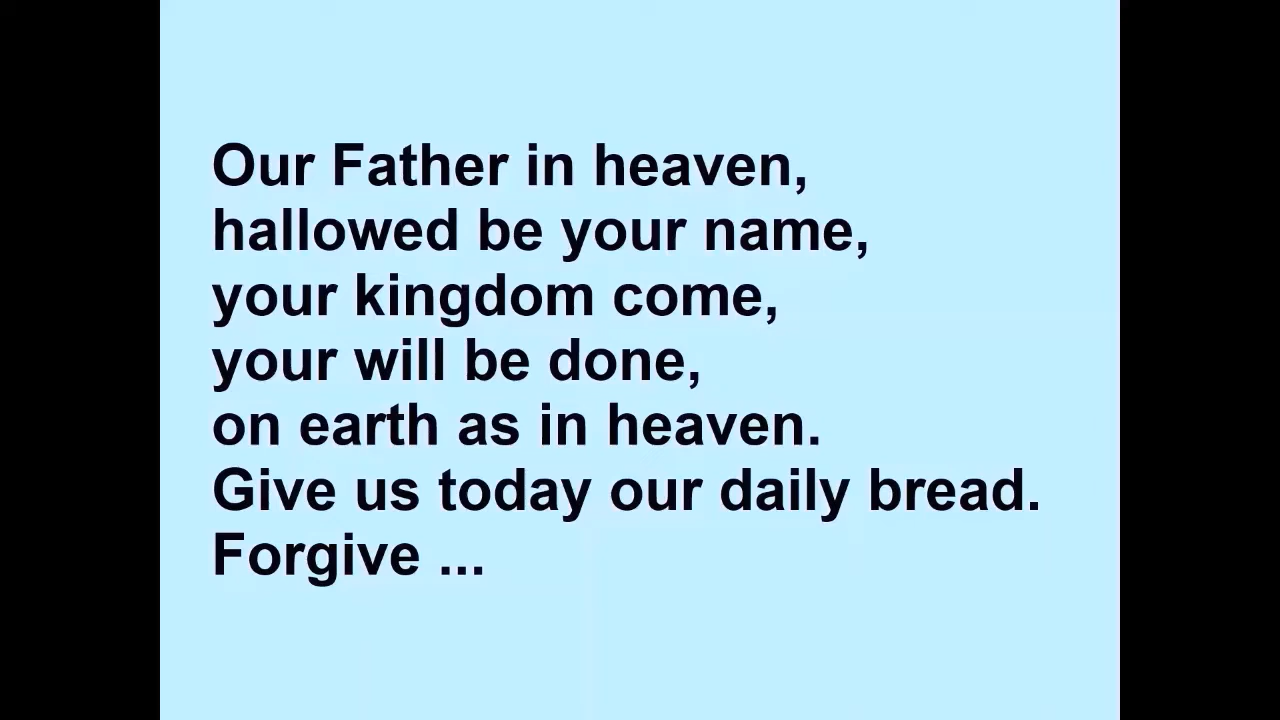 Our Father in heaven,
hallowed be your name,
your kingdom come,
your will be done,
on earth as in heaven.
Give us today our daily bread.
Forgive ...